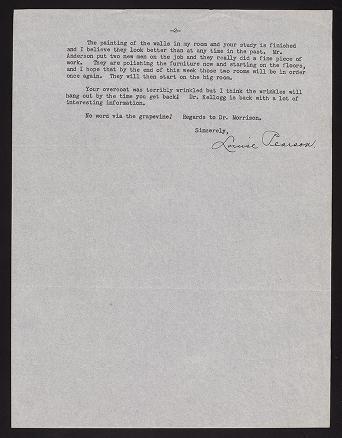 -2-
The painting of the walls in my room and your study is finished
and I believe they look better than at any time in the past. Mr.
Anderson put two new men on the job and they really did a fine piece of
work. They are polishing the furniture now and starting on the floors,
and I hope that by the end of this week those two rooms will be in order
once again. They will then start on the big room.
Your overcoat was terribly wrinkled but I think the wrinkles will
hang out by the time you get back! Dr. Kellogg is back with a lot of
interesting information.
No word via the grapevine! Regards to Dr. Morrison.
Sincerely,
Louise Pearson